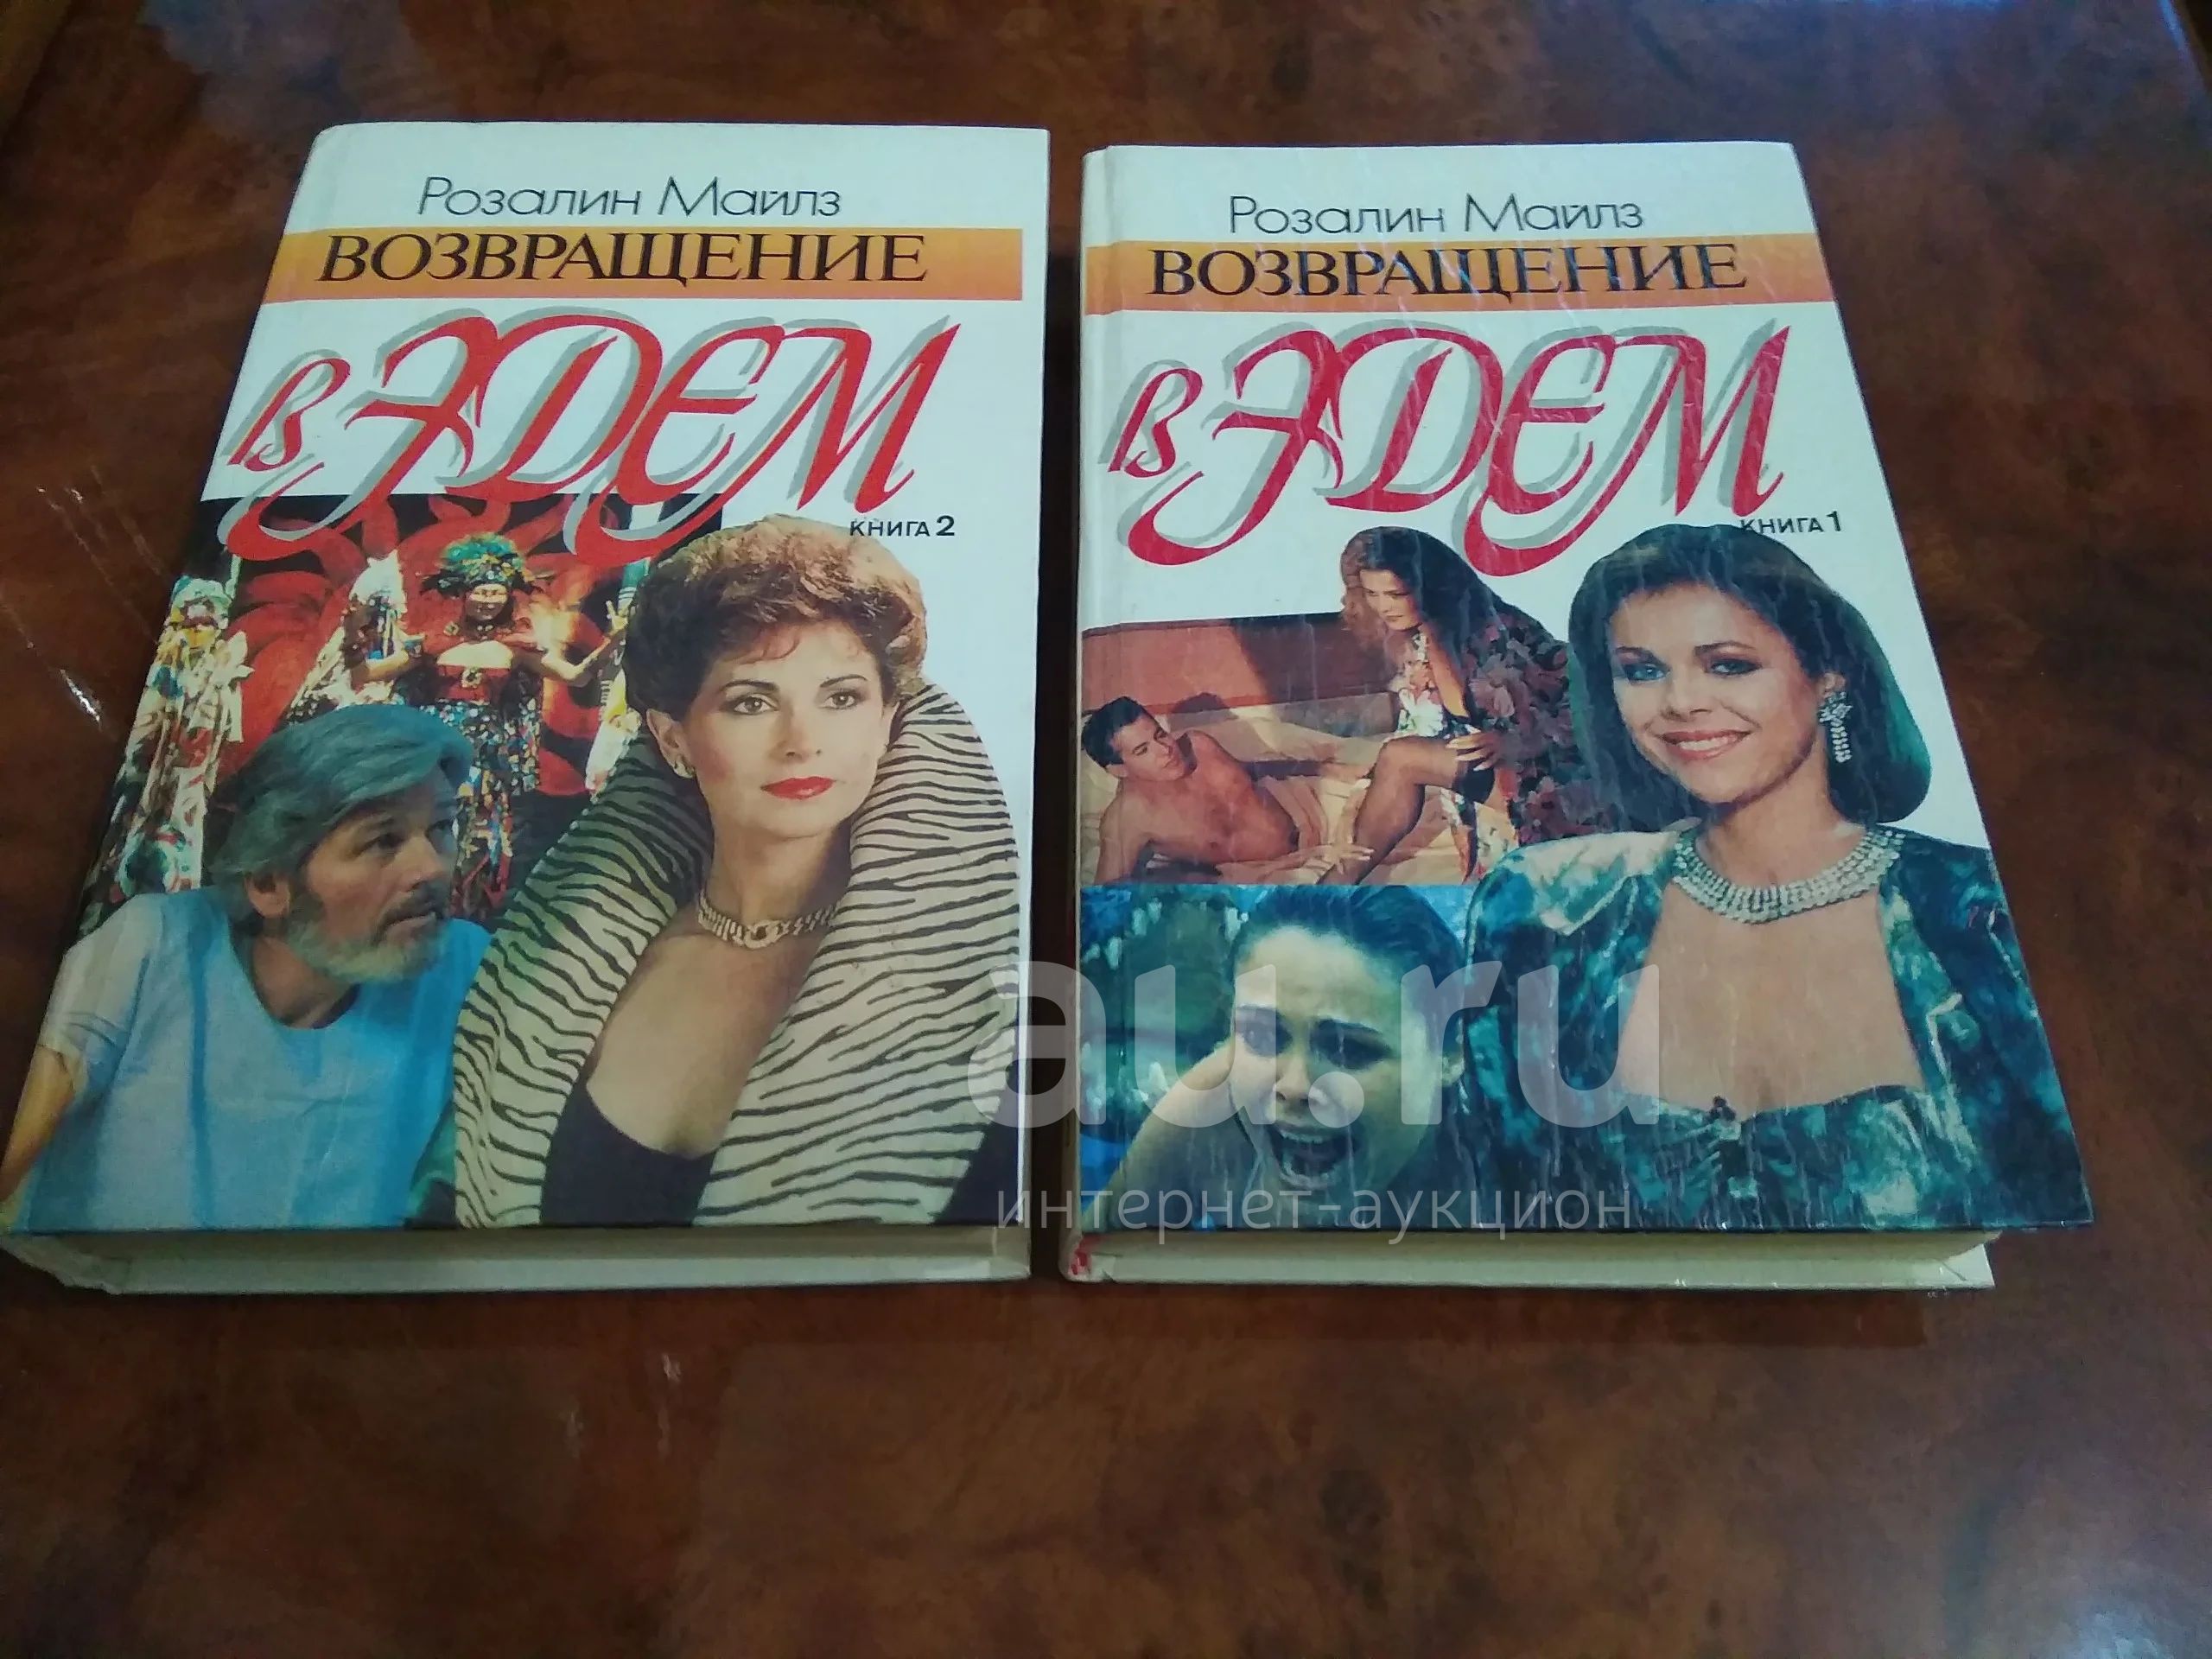 Розалин Майлз
ВОЗВРАЩЕНИЕ
в ЭДЕМ
КНИГА 2
Розалин Майлз
ВОЗВРАЩЕНИЕ
в ЭДЕМ
КНИГА 1
au.ru
интернет-аукцион